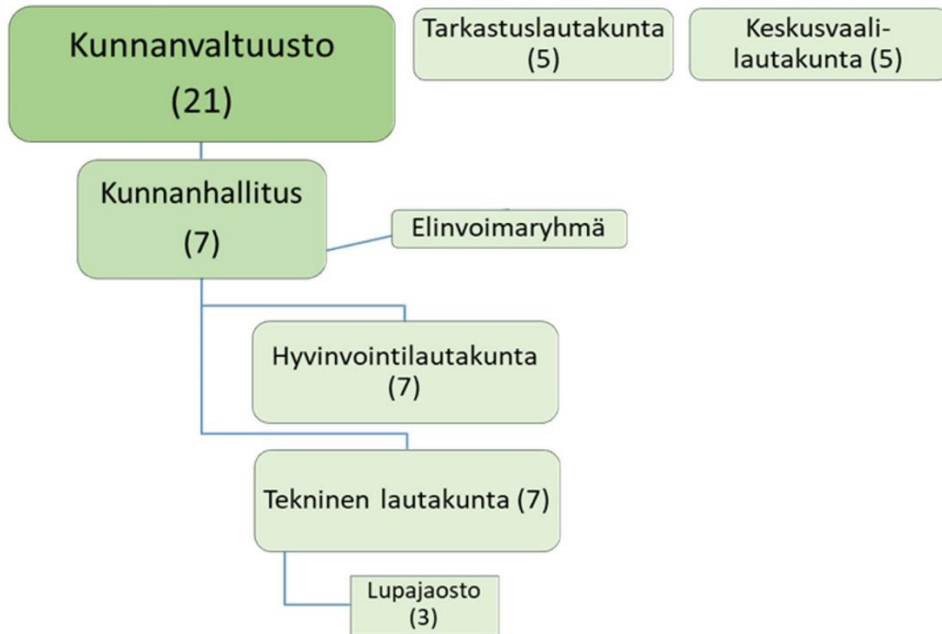 Kunnanvaltuusto
(21)
Tarkastuslautakunta
(5)
Keskusvaali-
lautakunta (5)
Kunnanhallitus
(7)
Elinvoimaryhmä
Hyvinvointilautakunta
(7)
Tekninen lautakunta (7)
Lupajaosto
(3)